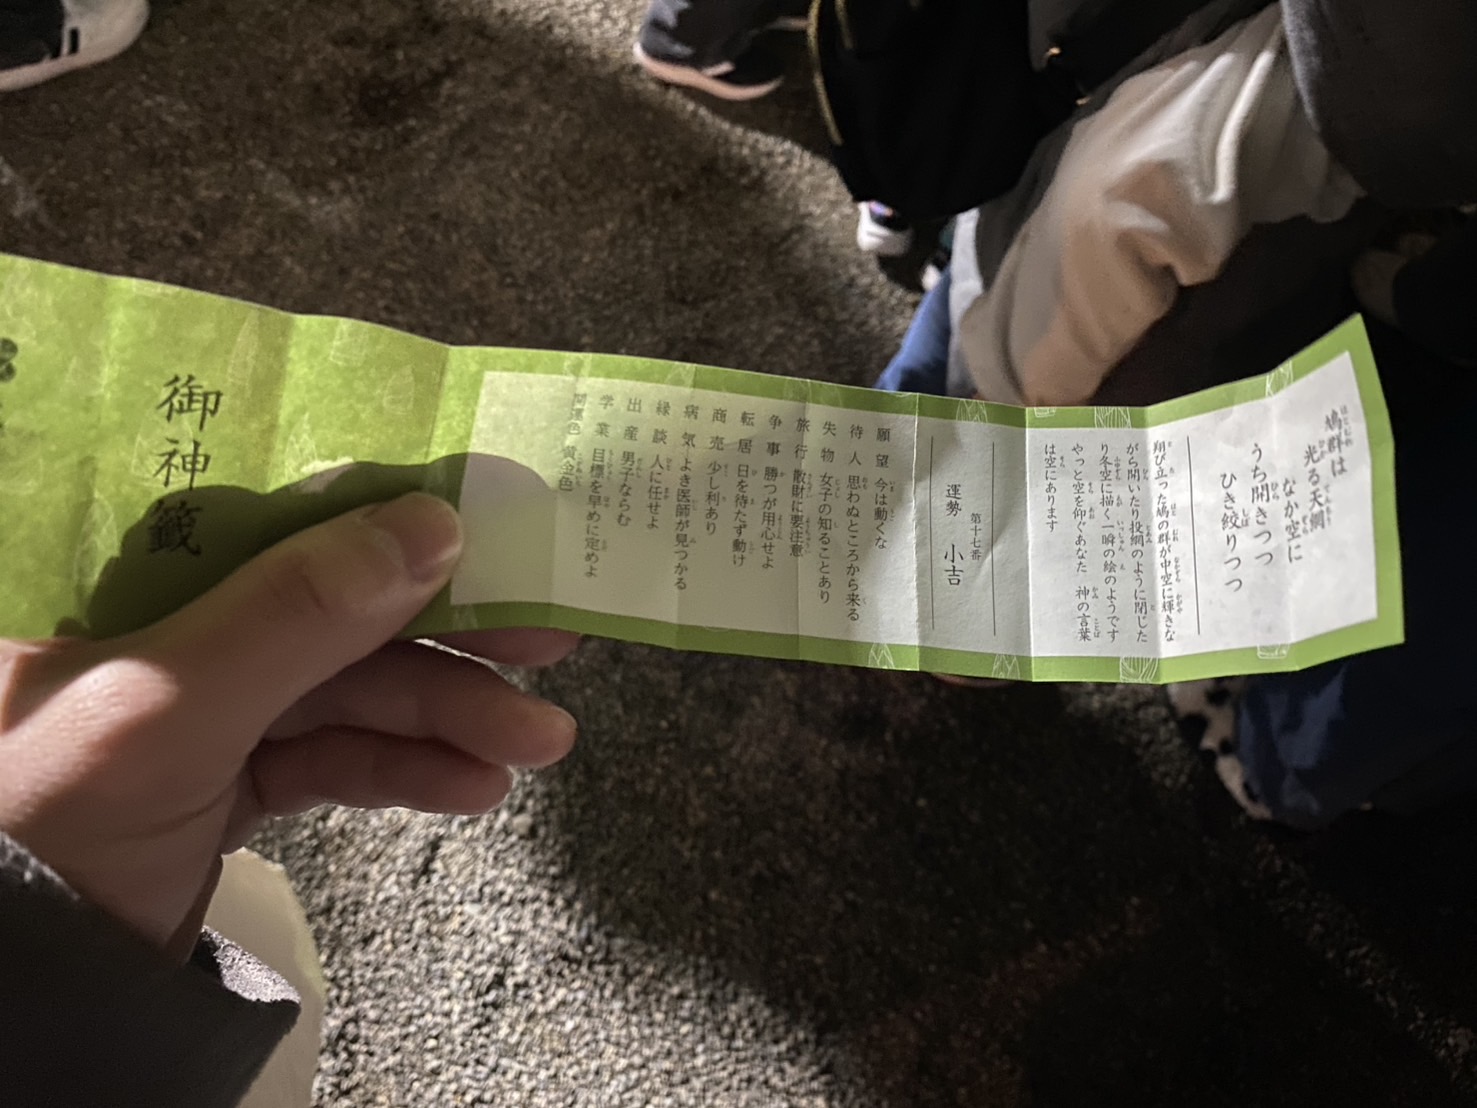 鳩群は
光る天網
なか空に
うち開きつつ
ひき絞りつつ
翔び立った鳩の群が中空に輝きな
がら開いたり投網のように閉じた
り冬空に描く一瞬の絵のようです
やっと空を仰ぐあなた 神の言葉
は空にあります
第十七番
運勢 小吉
願望 今は動くな
待人 思わぬところから来る
失物 女子の知ることあり
旅行 散財に要注意
争事 勝つが用心せよ
転居 日を待たず動け
商売 少し利あり
病気 よき医師が見つかる
縁談 人に任せよ
出産 男子ならむ
学業 目標を早めに定めよ
開運色 黄金色
御神籤